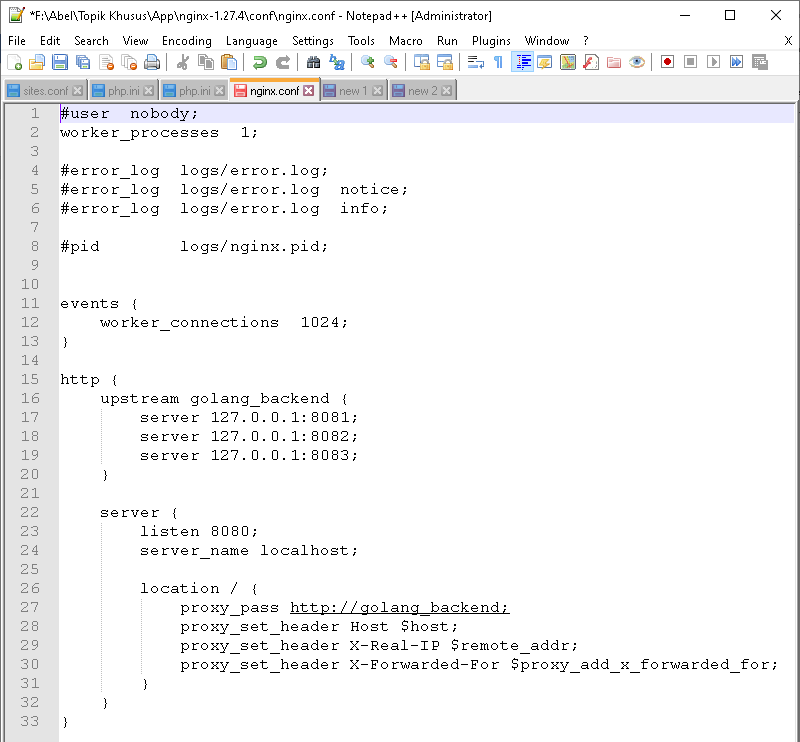 *F:\Abel\Topik Khusus\App\nginx-1.27.4\conf\nginx.conf - Notepad++ [Administrator]
File Edit Search View Encoding Language Settings Tools Macro Run Plugins Window ? X
sites.conf php.ini php.ini nginx.conf new 1 new 2
1 #user  nobody;
2 worker_processes  1;
3
4 #error_log  logs/error.log;
5 #error_log  logs/error.log  notice;
6 #error_log  logs/error.log  info;
7
8 #pid        logs/nginx.pid;
9
10
11 events {
12     worker_connections  1024;
13 }
14
15 http {
16     upstream golang_backend {
17         server 127.0.0.1:8081;
18         server 127.0.0.1:8082;
19         server 127.0.0.1:8083;
20     }
21
22     server {
23         listen 8080;
24         server_name localhost;
25
26         location / {
27             proxy_pass http://golang_backend;
28             proxy_set_header Host $host;
29             proxy_set_header X-Real-IP $remote_addr;
30             proxy_set_header X-Forwarded-For $proxy_add_x_forwarded_for;
31         }
32     }
33 }